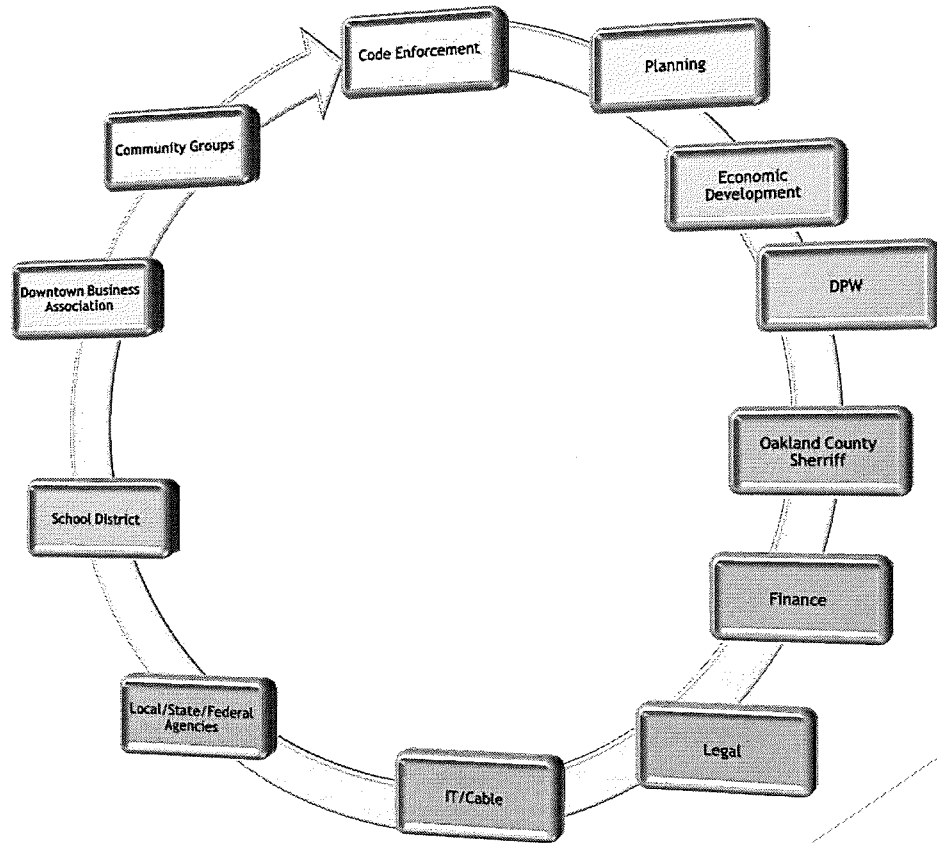 Code Enforcement
Planning
Economic
Development
DPW
Oakland County
Sherriff
Finance
Legal
IT/Cable
Local/State/Federal
Agencies
School District
Downtown Business
Association
Community Groups